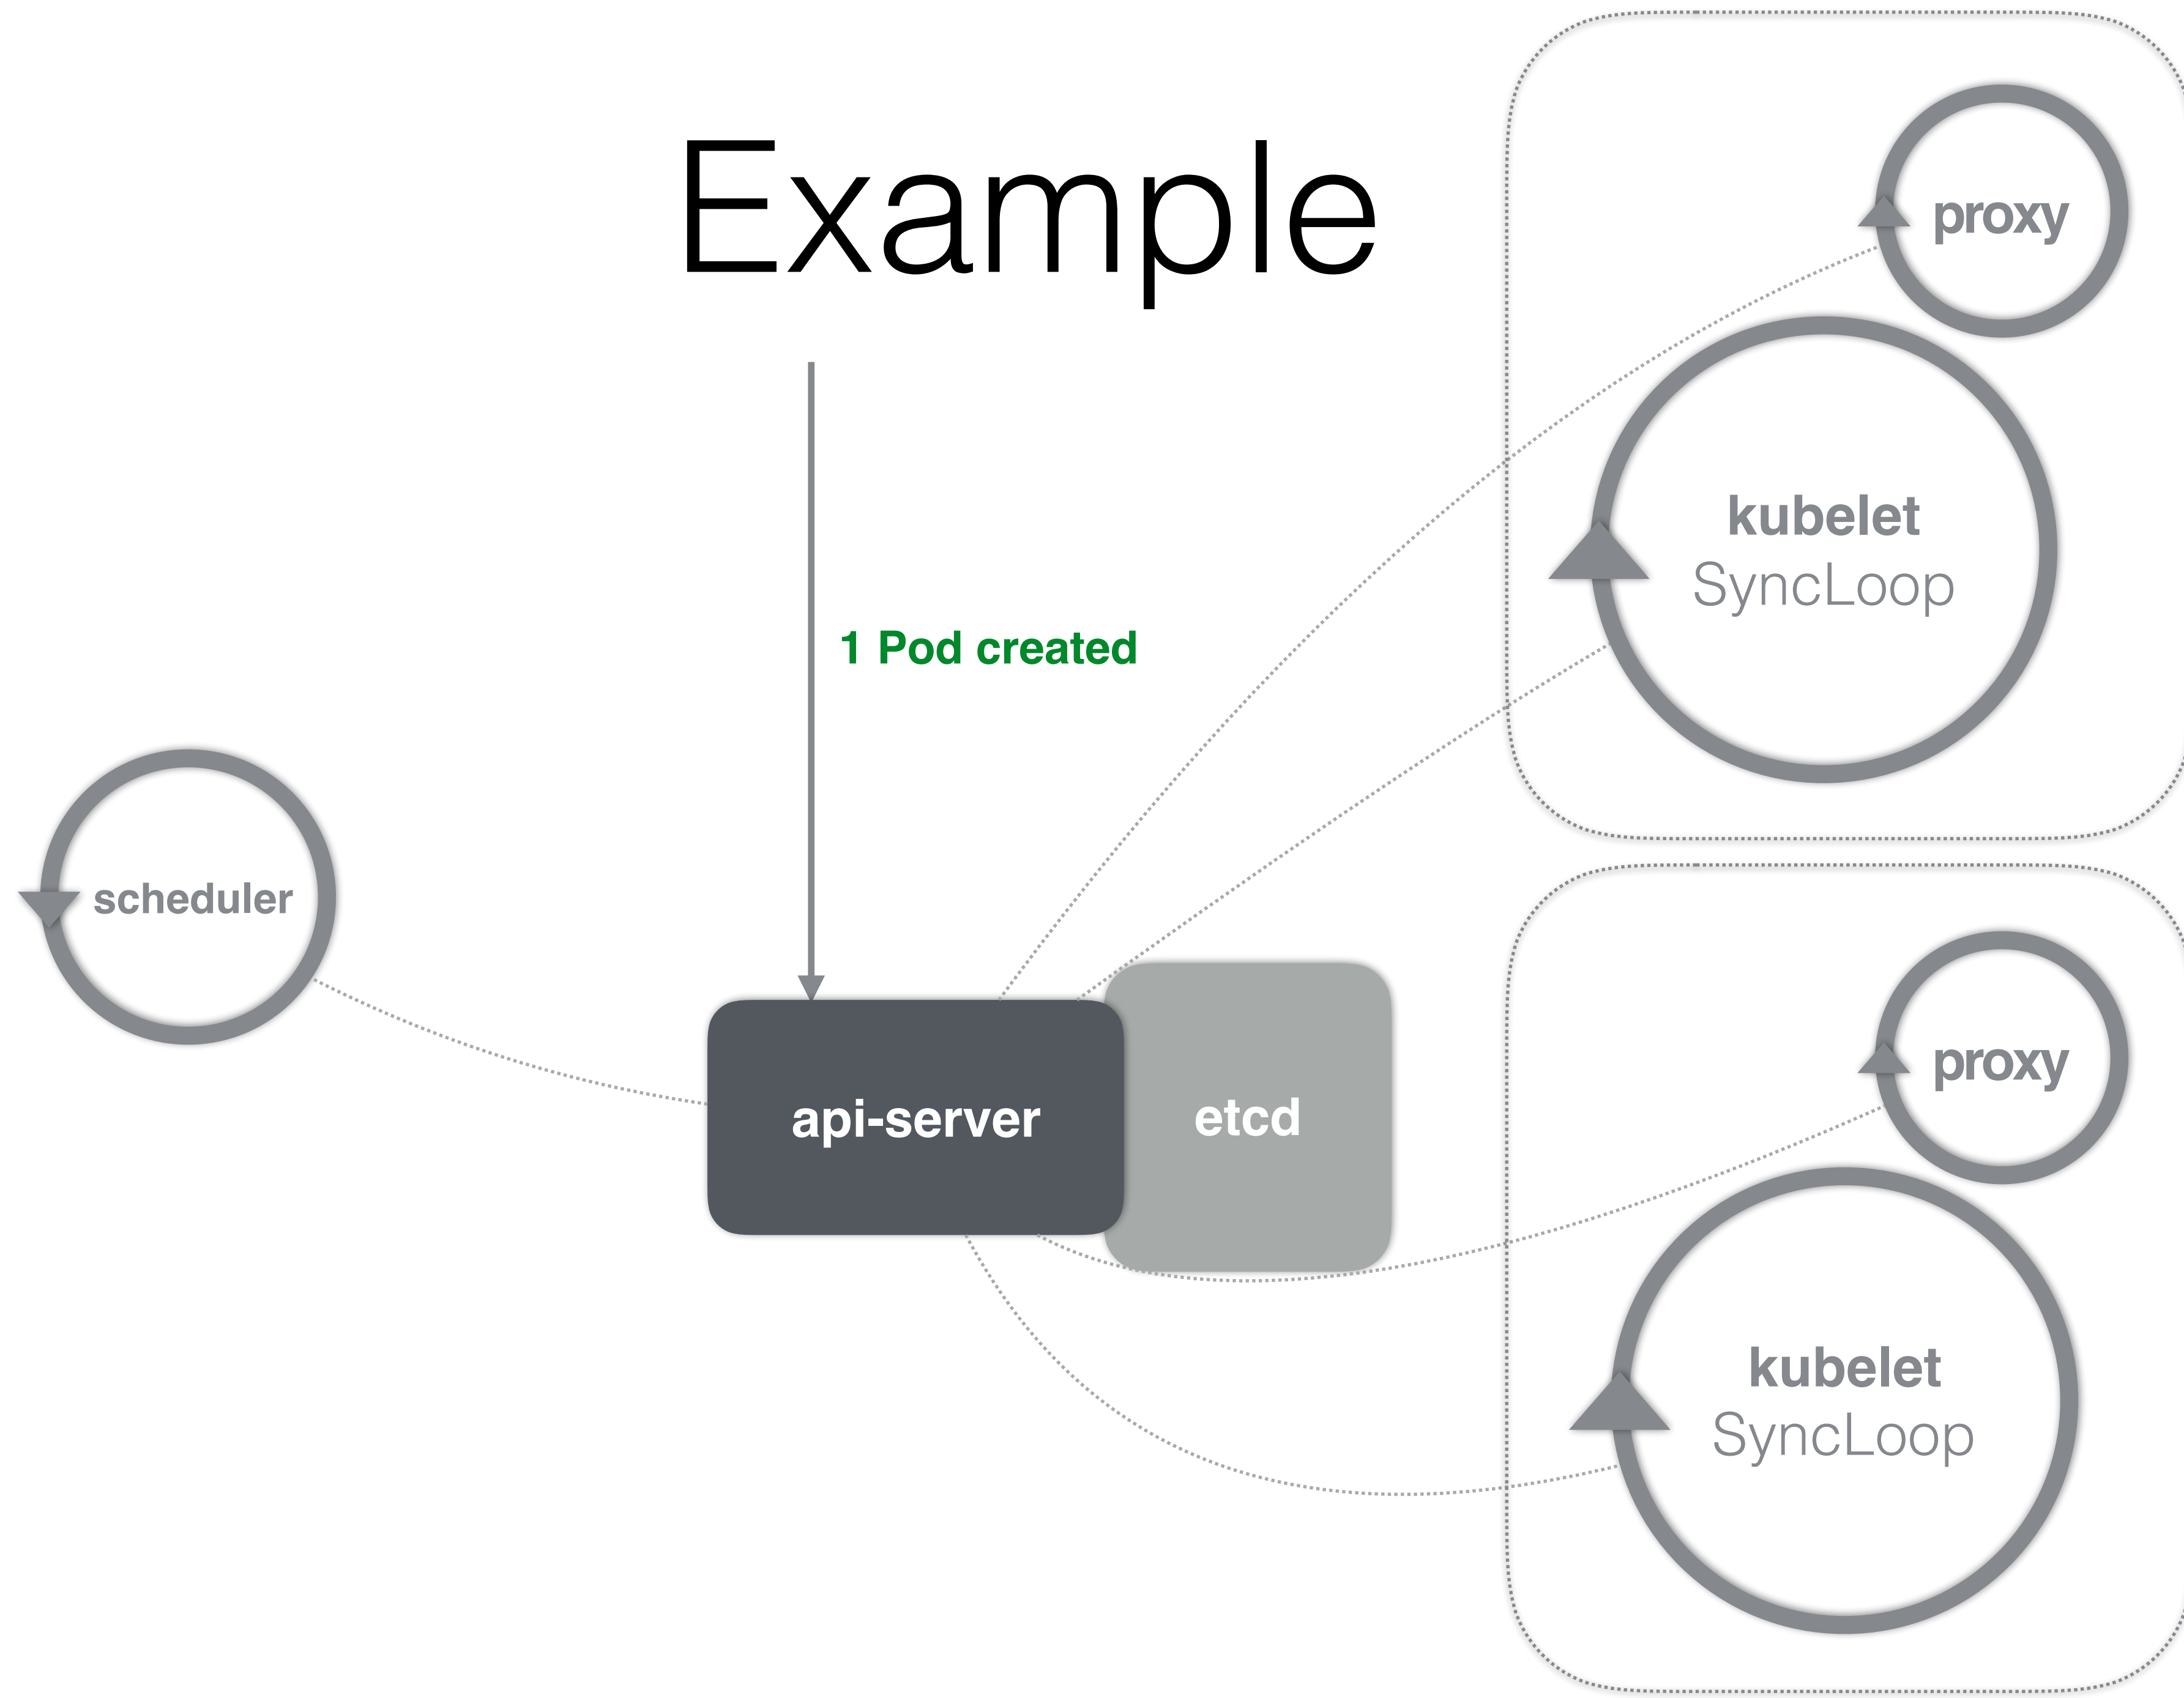 Example
proxy
kubelet
SyncLoop
1 Pod created
scheduler
api-server
etcd
proxy
kubelet
SyncLoop